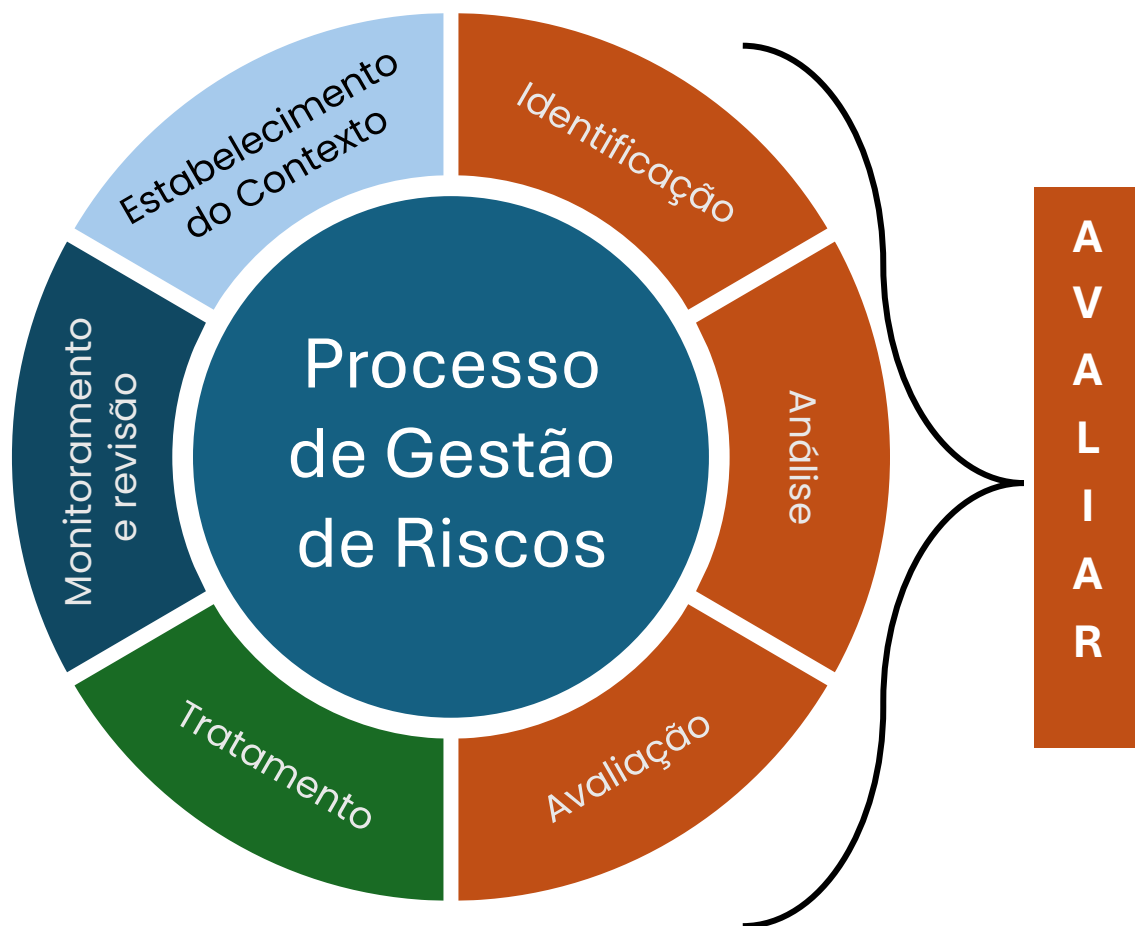 Estabelecimento
do Contexto
Identificação
Análise
Avaliação
Tratamento
Monitoramento
e revisão
Processo
de Gestão
de Riscos
A
V
A
L
I
A
R